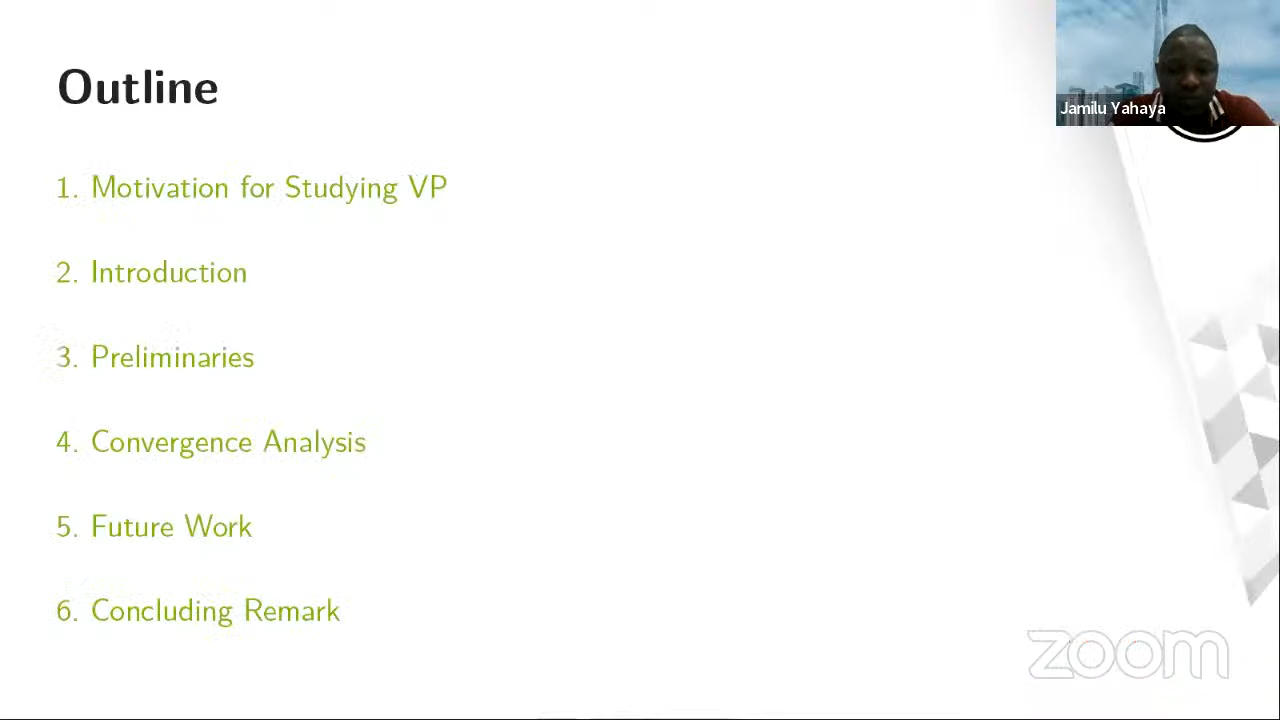 Outline
Jamilu Yahaya
1. Motivation for Studying VP
2. Introduction
3. Preliminaries
4. Convergence Analysis
5. Future Work
6. Concluding Remark
zoom